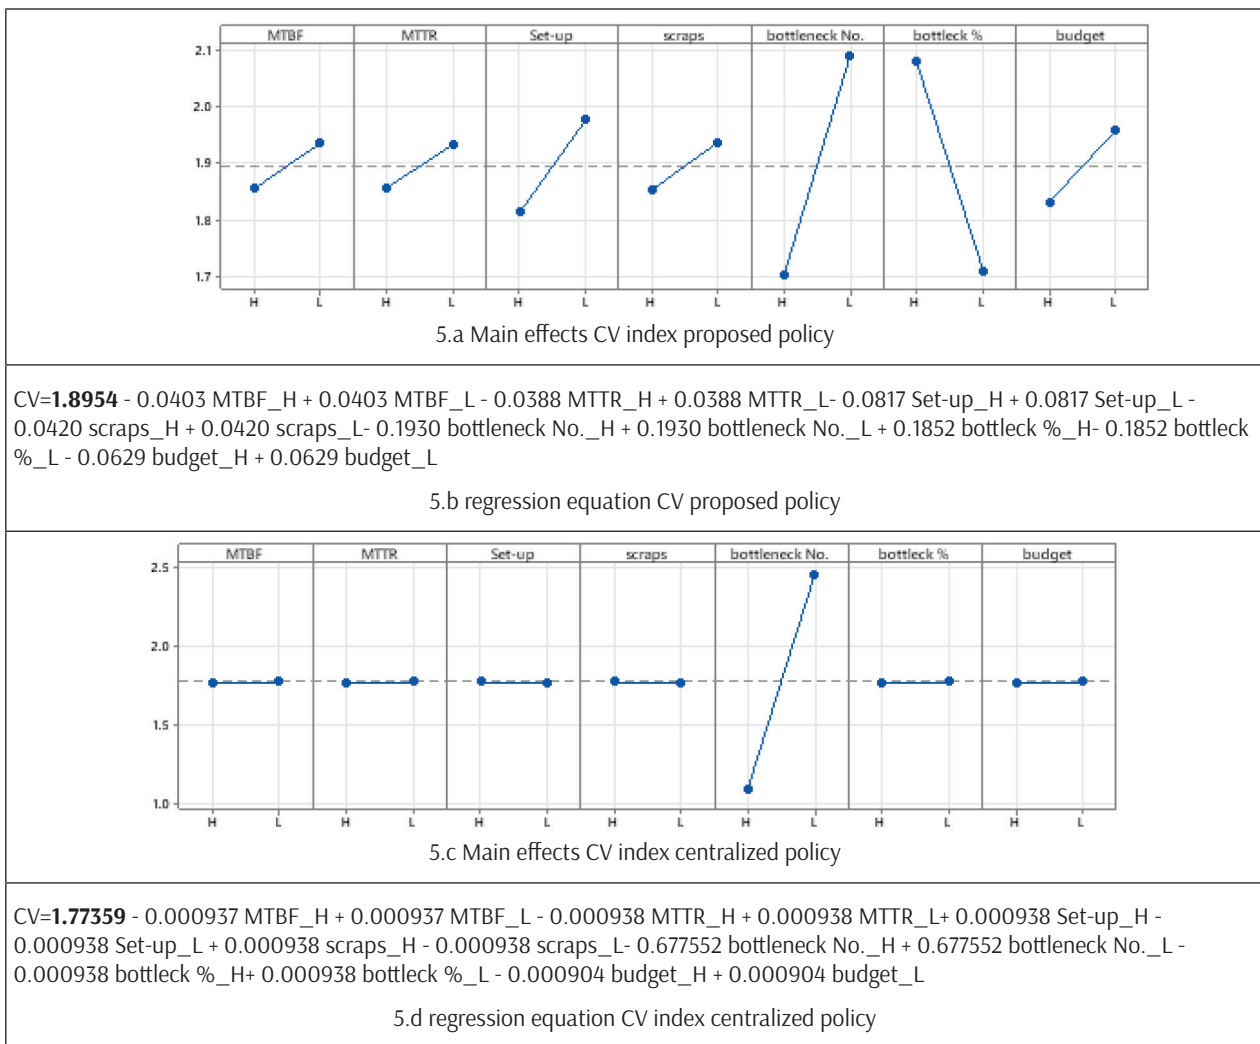 MTBF MTTR Set-up scraps bottleneck No. bottleck % budget
2.1
2.0
1.9
1.8
1.7
H L H L H L H L H L H L H L
5.a Main effects CV index proposed policy
CV=1.8954 - 0.0403 MTBF_H + 0.0403 MTBF_L - 0.0388 MTTR_H + 0.0388 MTTR_L- 0.0817 Set-up_H + 0.0817 Set-up_L -
0.0420 scraps_H + 0.0420 scraps_L- 0.1930 bottleneck No._H + 0.1930 bottleneck No._L + 0.1852 bottleck %_H- 0.1852 bottleck
%_L - 0.0629 budget_H + 0.0629 budget_L
5.b regression equation CV proposed policy
MTBF MTTR Set-up scraps bottleneck No. bottleck % budget
2.5
2.0
1.5
1.0
H L H L H L H L H L H L H L
5.c Main effects CV index centralized policy
CV=1.77359 - 0.000937 MTBF_H + 0.000937 MTBF_L - 0.000938 MTTR_H + 0.000938 MTTR_L+ 0.000938 Set-up_H -
0.000938 Set-up_L + 0.000938 scraps_H - 0.000938 scraps_L- 0.677552 bottleneck No._H + 0.677552 bottleneck No._L -
0.000938 bottleck %_H+ 0.000938 bottleck %_L - 0.000904 budget_H + 0.000904 budget_L
5.d regression equation CV index centralized policy